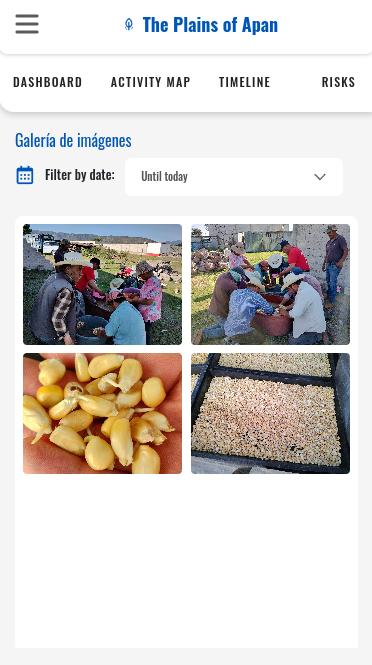 The Plains of Apan
DASHBOARD ACTIVITY MAP TIMELINE RISKS
Galería de imágenes
Filter by date: Until today